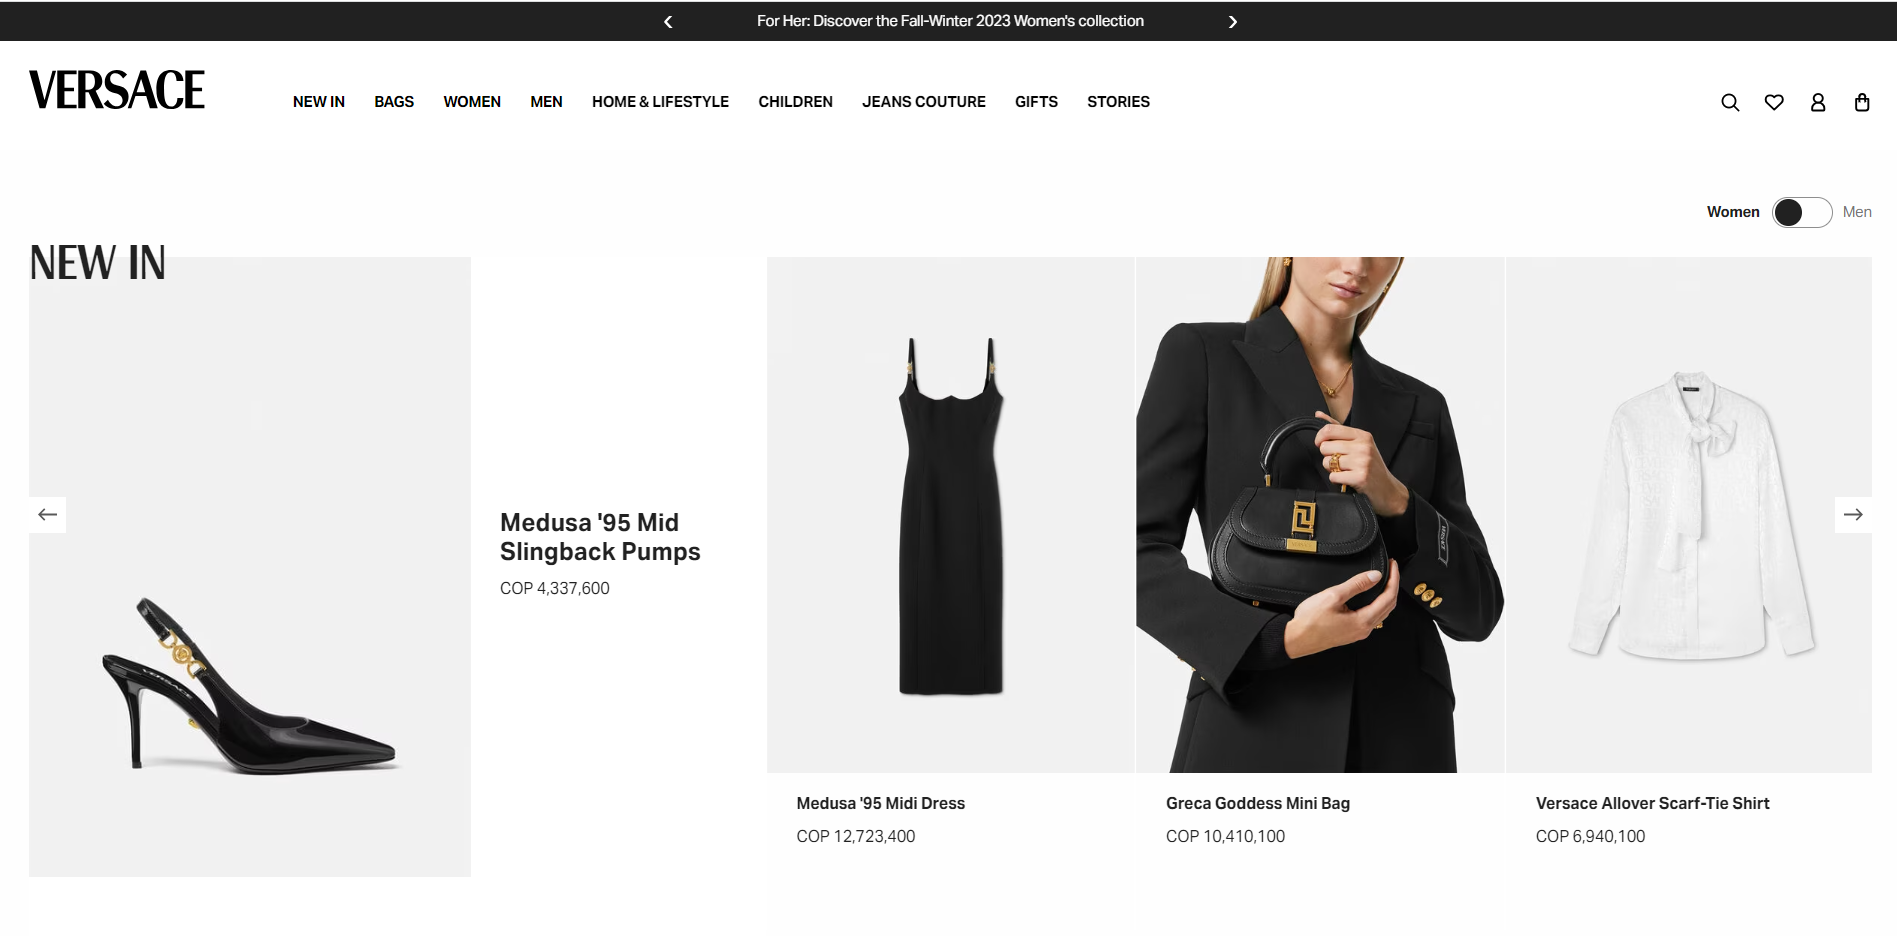 For Her: Discover the Fall-Winter 2023 Women's collection
VERSACE
NEW IN BAGS WOMEN MEN HOME & LIFESTYLE CHILDREN JEANS COUTURE GIFTS STORIES
Women Men
NEW IN
VERSACE
Medusa '95 Mid
Slingback Pumps
COP 4,337,600
Medusa '95 Midi Dress
COP 12,723,400
VERSACE
Greca Goddess Mini Bag
COP 10,410,100
Versace Allover Scarf-Tie Shirt
COP 6,940,100